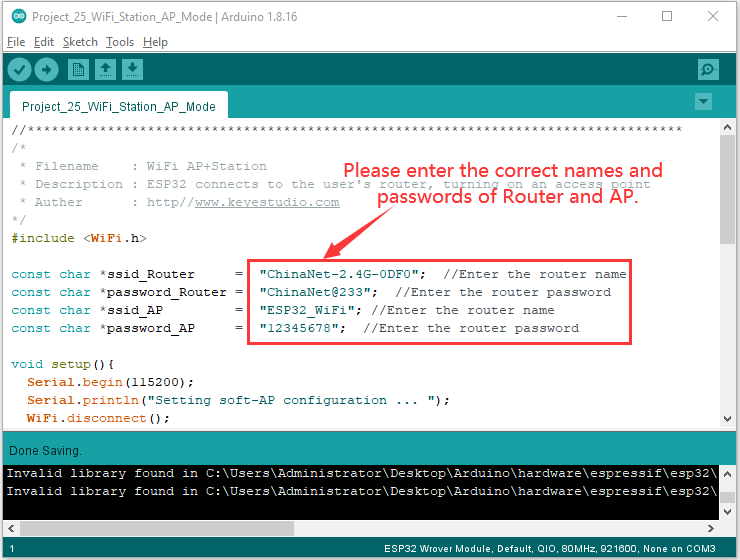 Project_25_WiFi_Station_AP_Mode | Arduino 1.8.16
File Edit Sketch Tools Help
Project_25_WiFi_Station_AP_Mode
//**********************************************************************************
/*
* Filename    : WiFi AP+Station
* Description : ESP32 connects to the user's router, turning on an access point
* Auther      : http//www.keyestudio.com
*/
Please enter the correct names and
passwords of Router and AP.
#include <WiFi.h>
const char *ssid_Router     = "ChinaNet-2.4G-0DF0";  //Enter the router name
const char *password_Router = "ChinaNet@233";  //Enter the router password
const char *ssid_AP         = "ESP32_WiFi"; //Enter the router name
const char *password_AP     = "12345678";  //Enter the router password
void setup(){
Serial.begin(115200);
Serial.println("Setting soft-AP configuration ... ");
WiFi.disconnect();
Done Saving.
Invalid library found in C:\Users\Administrator\Desktop\Arduino\hardware\espressif\esp32\
Invalid library found in C:\Users\Administrator\Desktop\Arduino\hardware\espressif\esp32\
1 ESP32 Wrover Module, Default, QIO, 80MHz, 921600, None on COM3